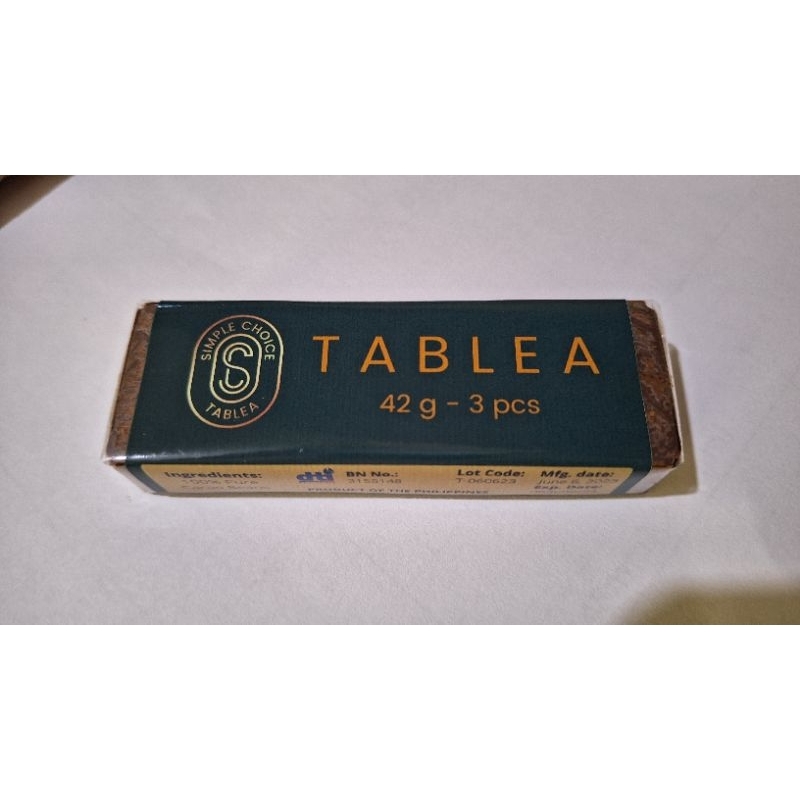 SIMPLE CHOICE
S
TABLEA
TABLEA
42 g - 3 pcs
Ingredients:
100% Pure
Cacao Beans
dti
BN No.:
3155148
PRODUCT OF THE PHILIPPINES
Lot Code:
T-060623
Mfg. date:
June 6, 2023
Exp. Date: